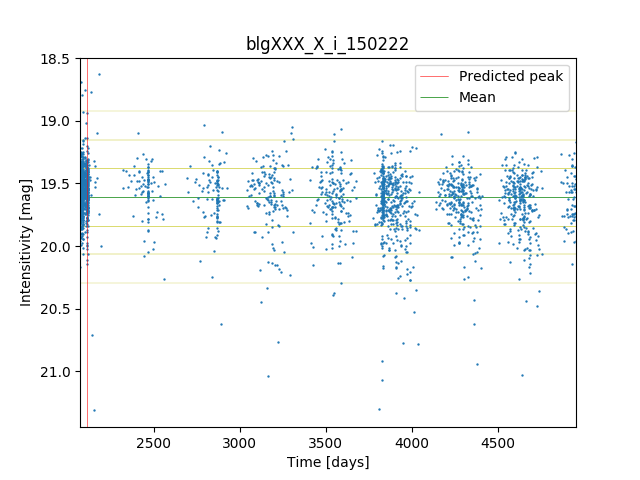 blgXXX_X_i_150222
18.5
19.0
19.5
20.0
20.5
21.0
Intensitivity [mag]
Predicted peak
Mean
2500 3000 3500 4000 4500
Time [days]